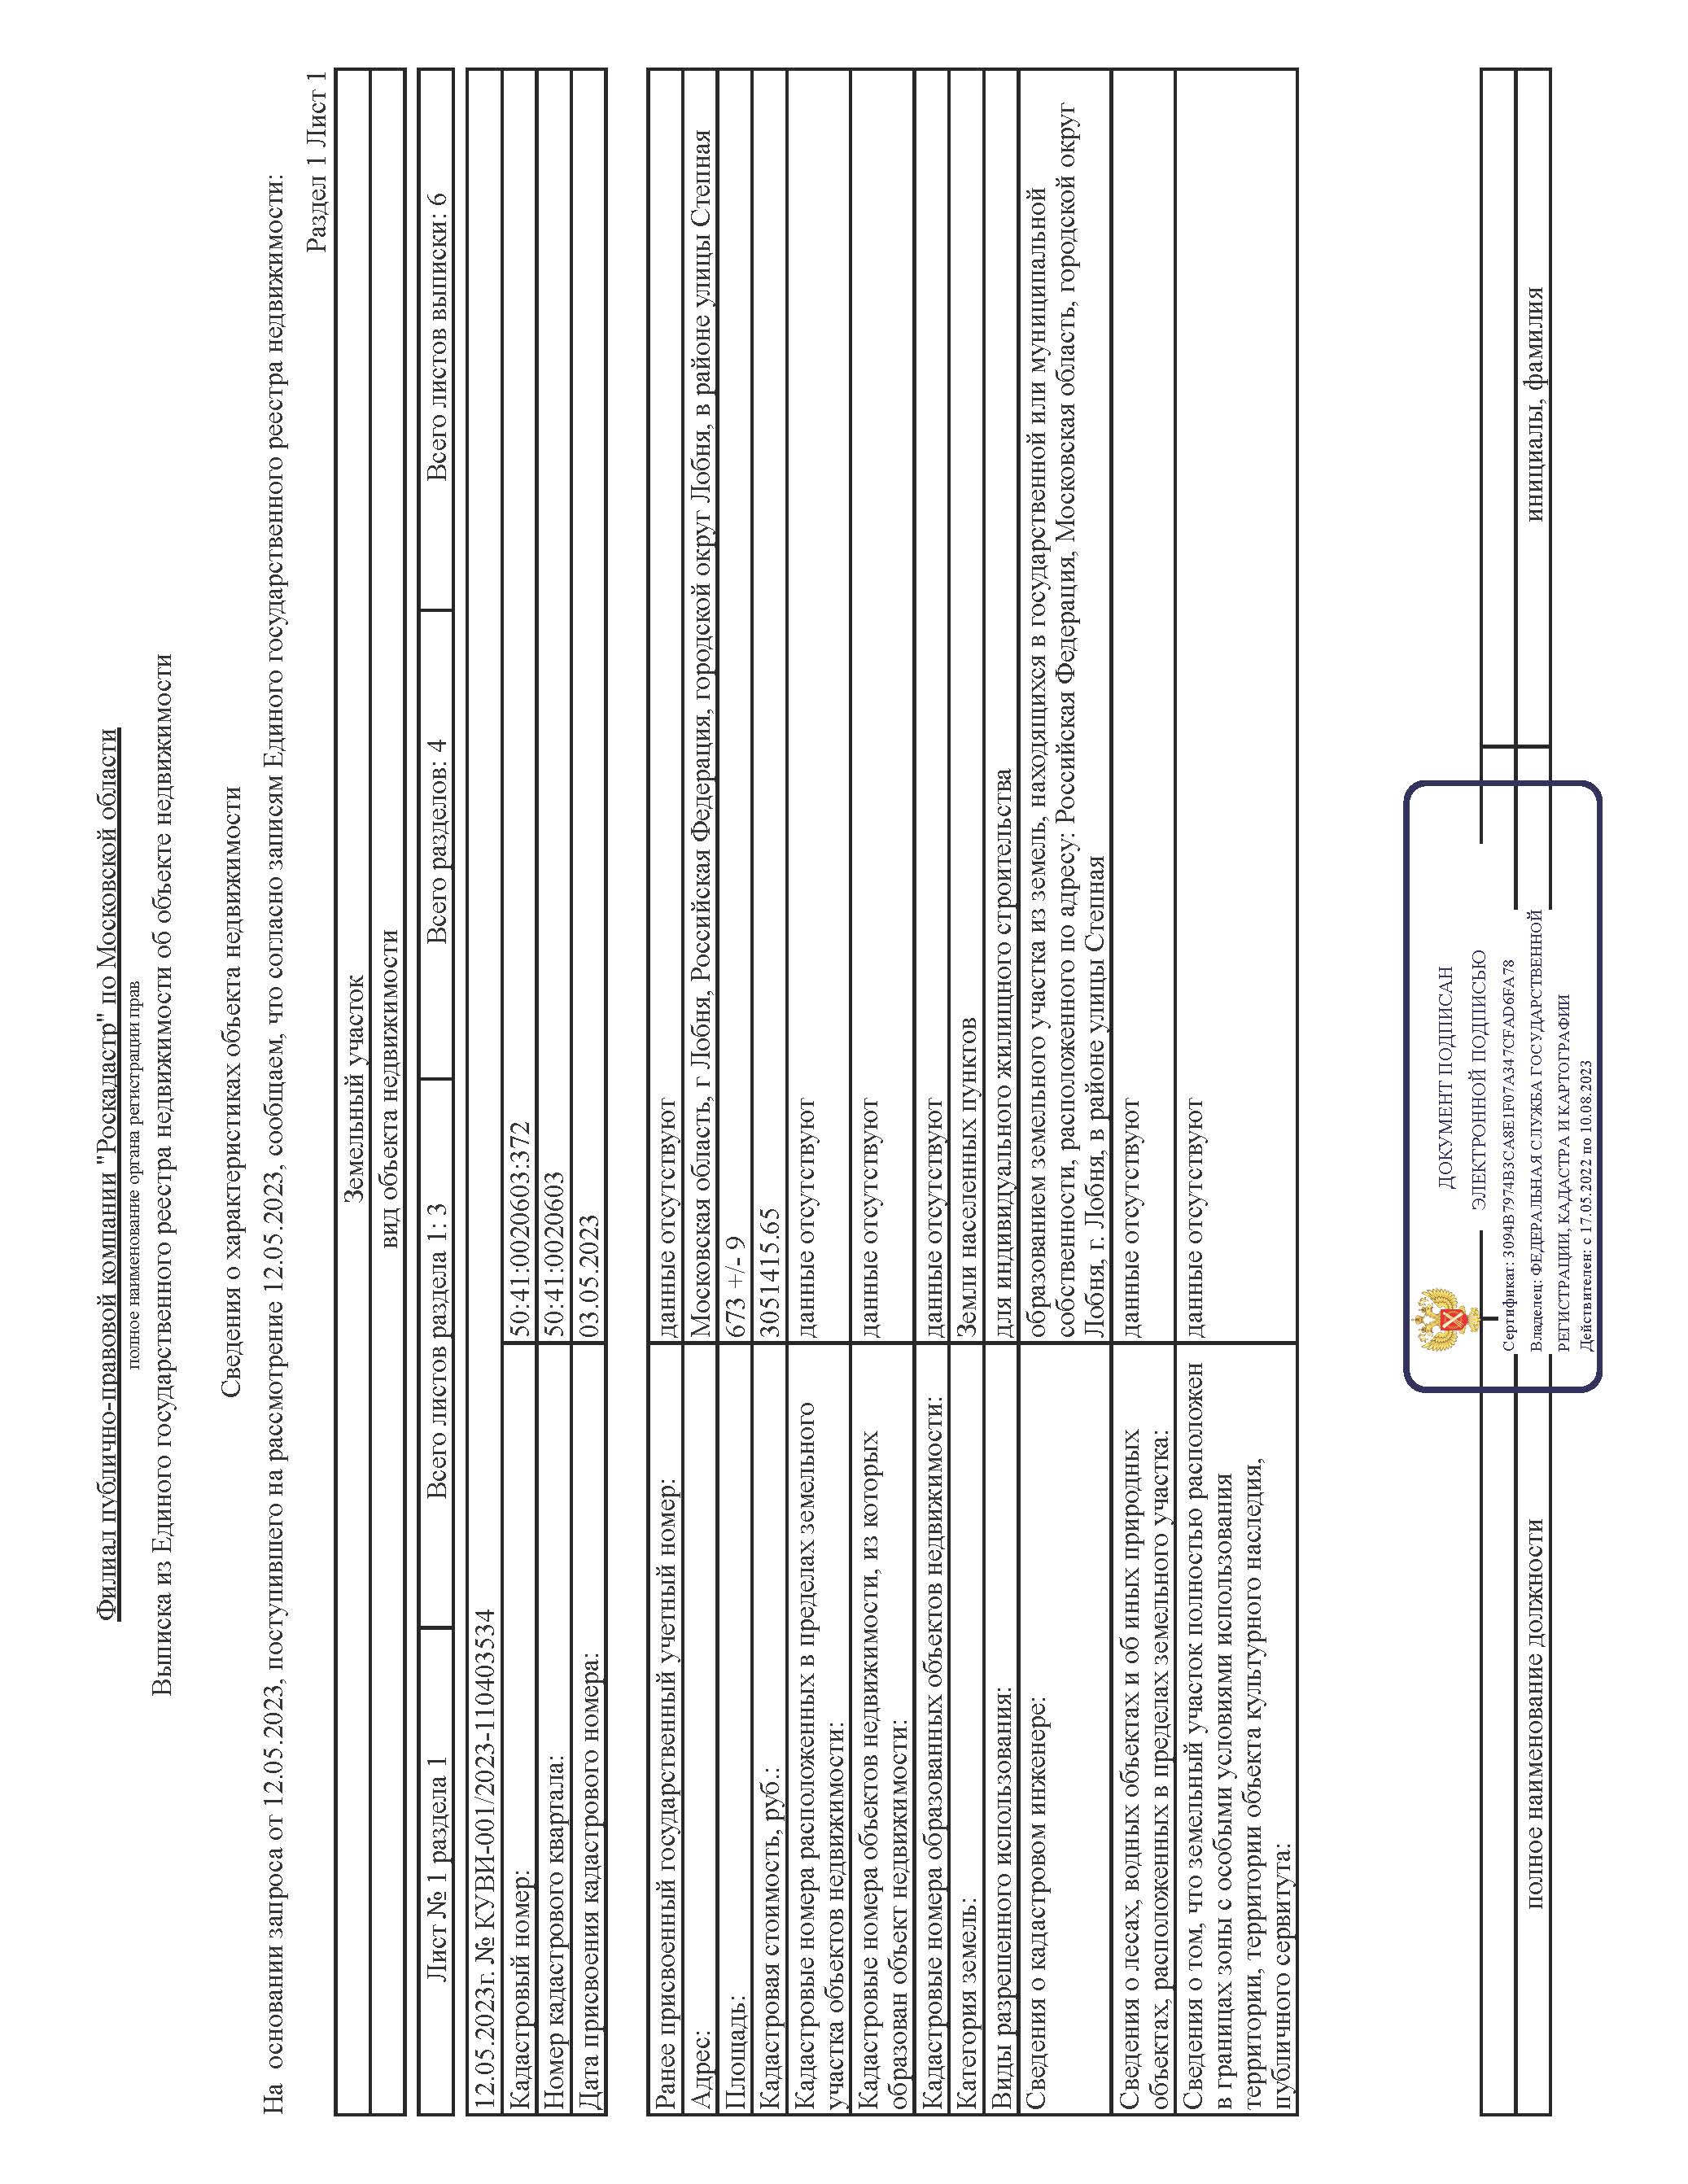 Филиал публично-правовой компании "Роскадастр" по Московской области
полное наименование органа регистрации прав
Выписка из Единого государственного реестра недвижимости об объекте недвижимости
Сведения о характеристиках объекта недвижимости
На основании запроса от 12.05.2023, поступившего на рассмотрение 12.05.2023, сообщаем, что согласно записям Единого государственного реестра недвижимости:
Раздел 1 Лист 1
Земельный участок
вид объекта недвижимости
Лист № 1 раздела 1 Всего листов раздела 1: 3 Всего разделов: 4 Всего листов выписки: 6
12.05.2023г. № КУВИ-001/2023-110403534
Кадастровый номер: 50:41:0020603:372
Номер кадастрового квартала: 50:41:0020603
Дата присвоения кадастрового номера: 03.05.2023
Ранее присвоенный государственный учетный номер: данные отсутствуют
Адрес: Московская область, г Лобня, Российская Федерация, городской округ Лобня, в районе улицы Степная
Площадь: 673 +/- 9
Кадастровая стоимость, руб.: 3051415.65
Кадастровые номера расположенных в пределах земельного
участка объектов недвижимости:
данные отсутствуют
Кадастровые номера объектов недвижимости, из которых
образован объект недвижимости:
данные отсутствуют
Кадастровые номера образованных объектов недвижимости: данные отсутствуют
Категория земель: Земли населенных пунктов
Виды разрешенного использования: для индивидуального жилищного строительства
Сведения о кадастровом инженере: образованием земельного участка из земель, находящихся в государственной или муниципальной
собственности, расположенного по адресу: Российская Федерация, Московская область, городской округ
Лобня, г. Лобня, в районе улицы Степная
Сведения о лесах, водных объектах и об иных природных
объектах, расположенных в пределах земельного участка:
данные отсутствуют
Сведения о том, что земельный участок полностью расположен
в границах зоны с особыми условиями использования
территории, территории объекта культурного наследия,
публичного сервитута:
данные отсутствуют
ДОКУМЕНТ ПОДПИСАН
ЭЛЕКТРОННОЙ ПОДПИСЬЮ
Сертификат: 3094B7974B3CA8E1F07A347CFAD6FA78
Владелец: ФЕДЕРАЛЬНАЯ СЛУЖБА ГОСУДАРСТВЕННОЙ
РЕГИСТРАЦИИ, КАДАСТРА И КАРТОГРАФИИ
Действителен: с 17.05.2022 по 10.08.2023
полное наименование должности инициалы, фамилия